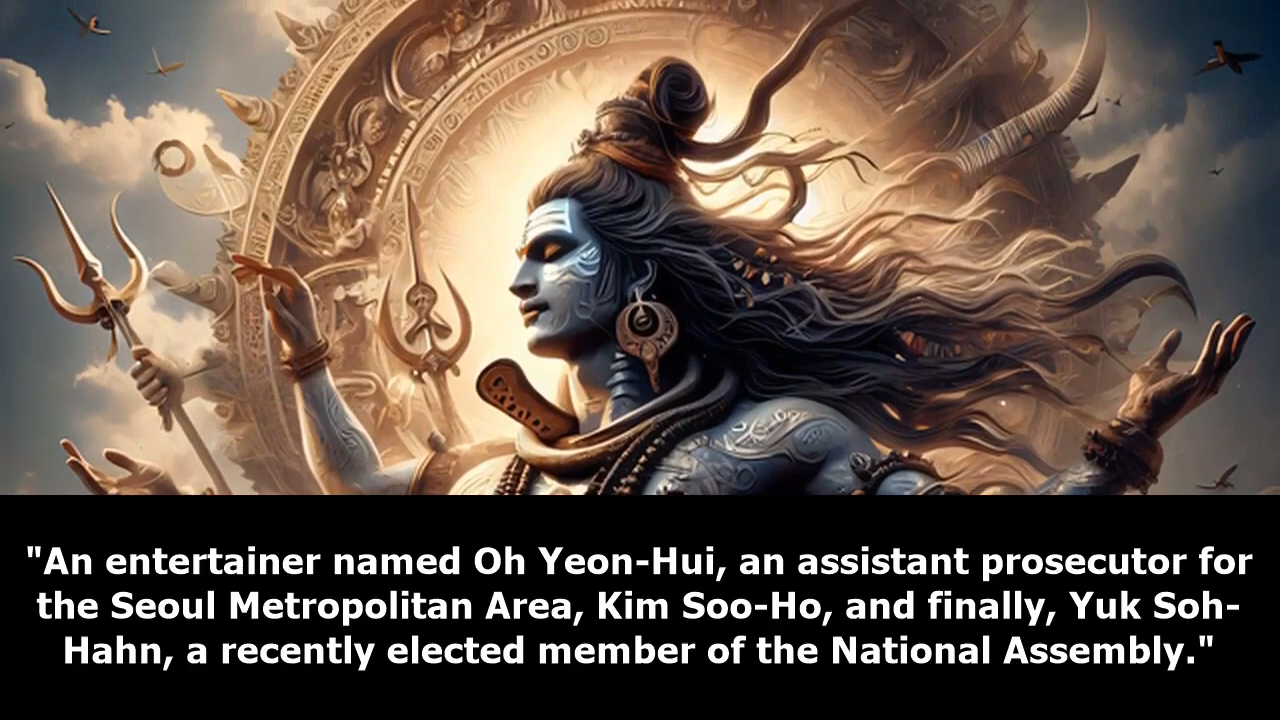 "An entertainer named Oh Yeon-Hui, an assistant prosecutor for
the Seoul Metropolitan Area, Kim Soo-Ho, and finally, Yuk Soh-
Hahn, a recently elected member of the National Assembly."